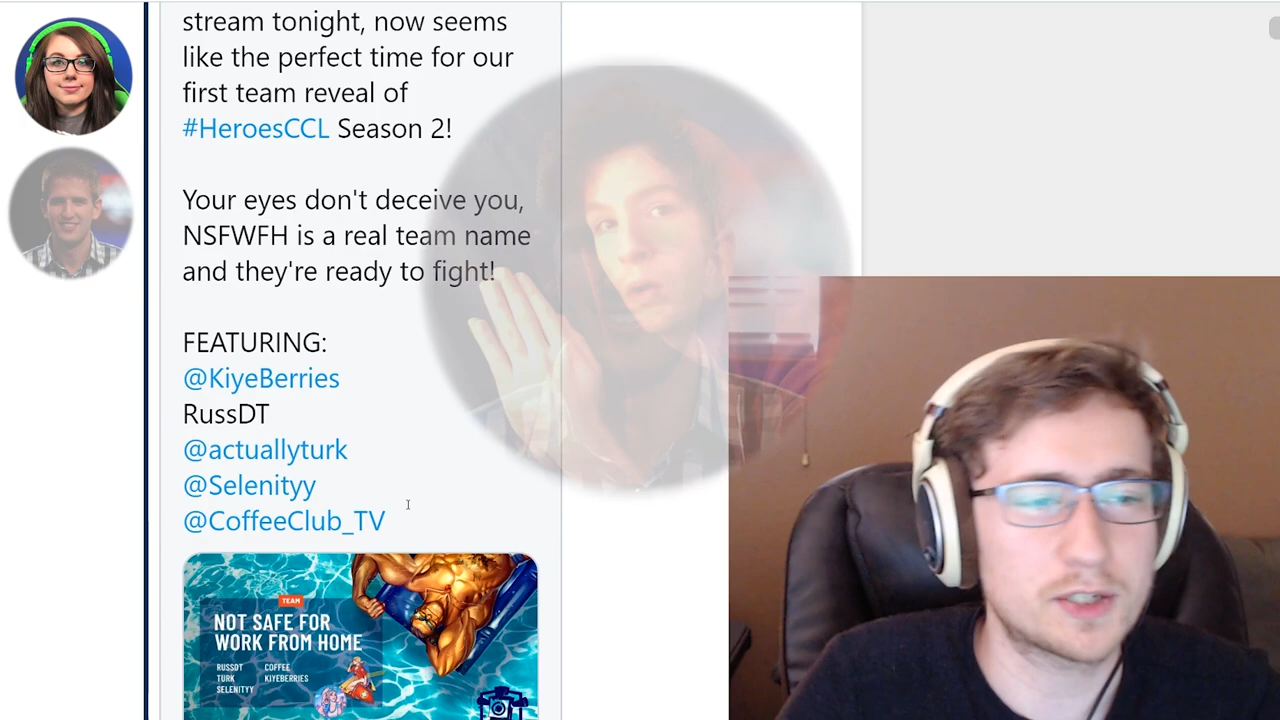 stream tonight, now seems
like the perfect time for our
first team reveal of
#HeroesCCL Season 2!
Your eyes don't deceive you,
NSFWFH is a real team name
and they're ready to fight!
FEATURING:
@KiyeBerries
RussDT
@actuallyturk
@Selenityy
@CoffeeClub_TV
TEAM
NOT SAFE FOR
WORK FROM HOME
RUSSDT
TURK
SELENITYY
COFFEE
KIYEBERRIES